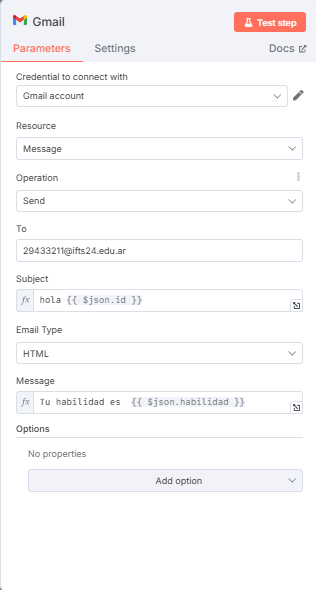 Gmail
Test step
Parameters Settings Docs
Credential to connect with
Gmail account
Resource
Message
Operation
Send
To
29433211@ifts24.edu.ar
Subject
fx hola {{ $json.id }}
Email Type
HTML
Message
fx Tu habilidad es {{ $json.habilidad }}
Options
No properties
Add option